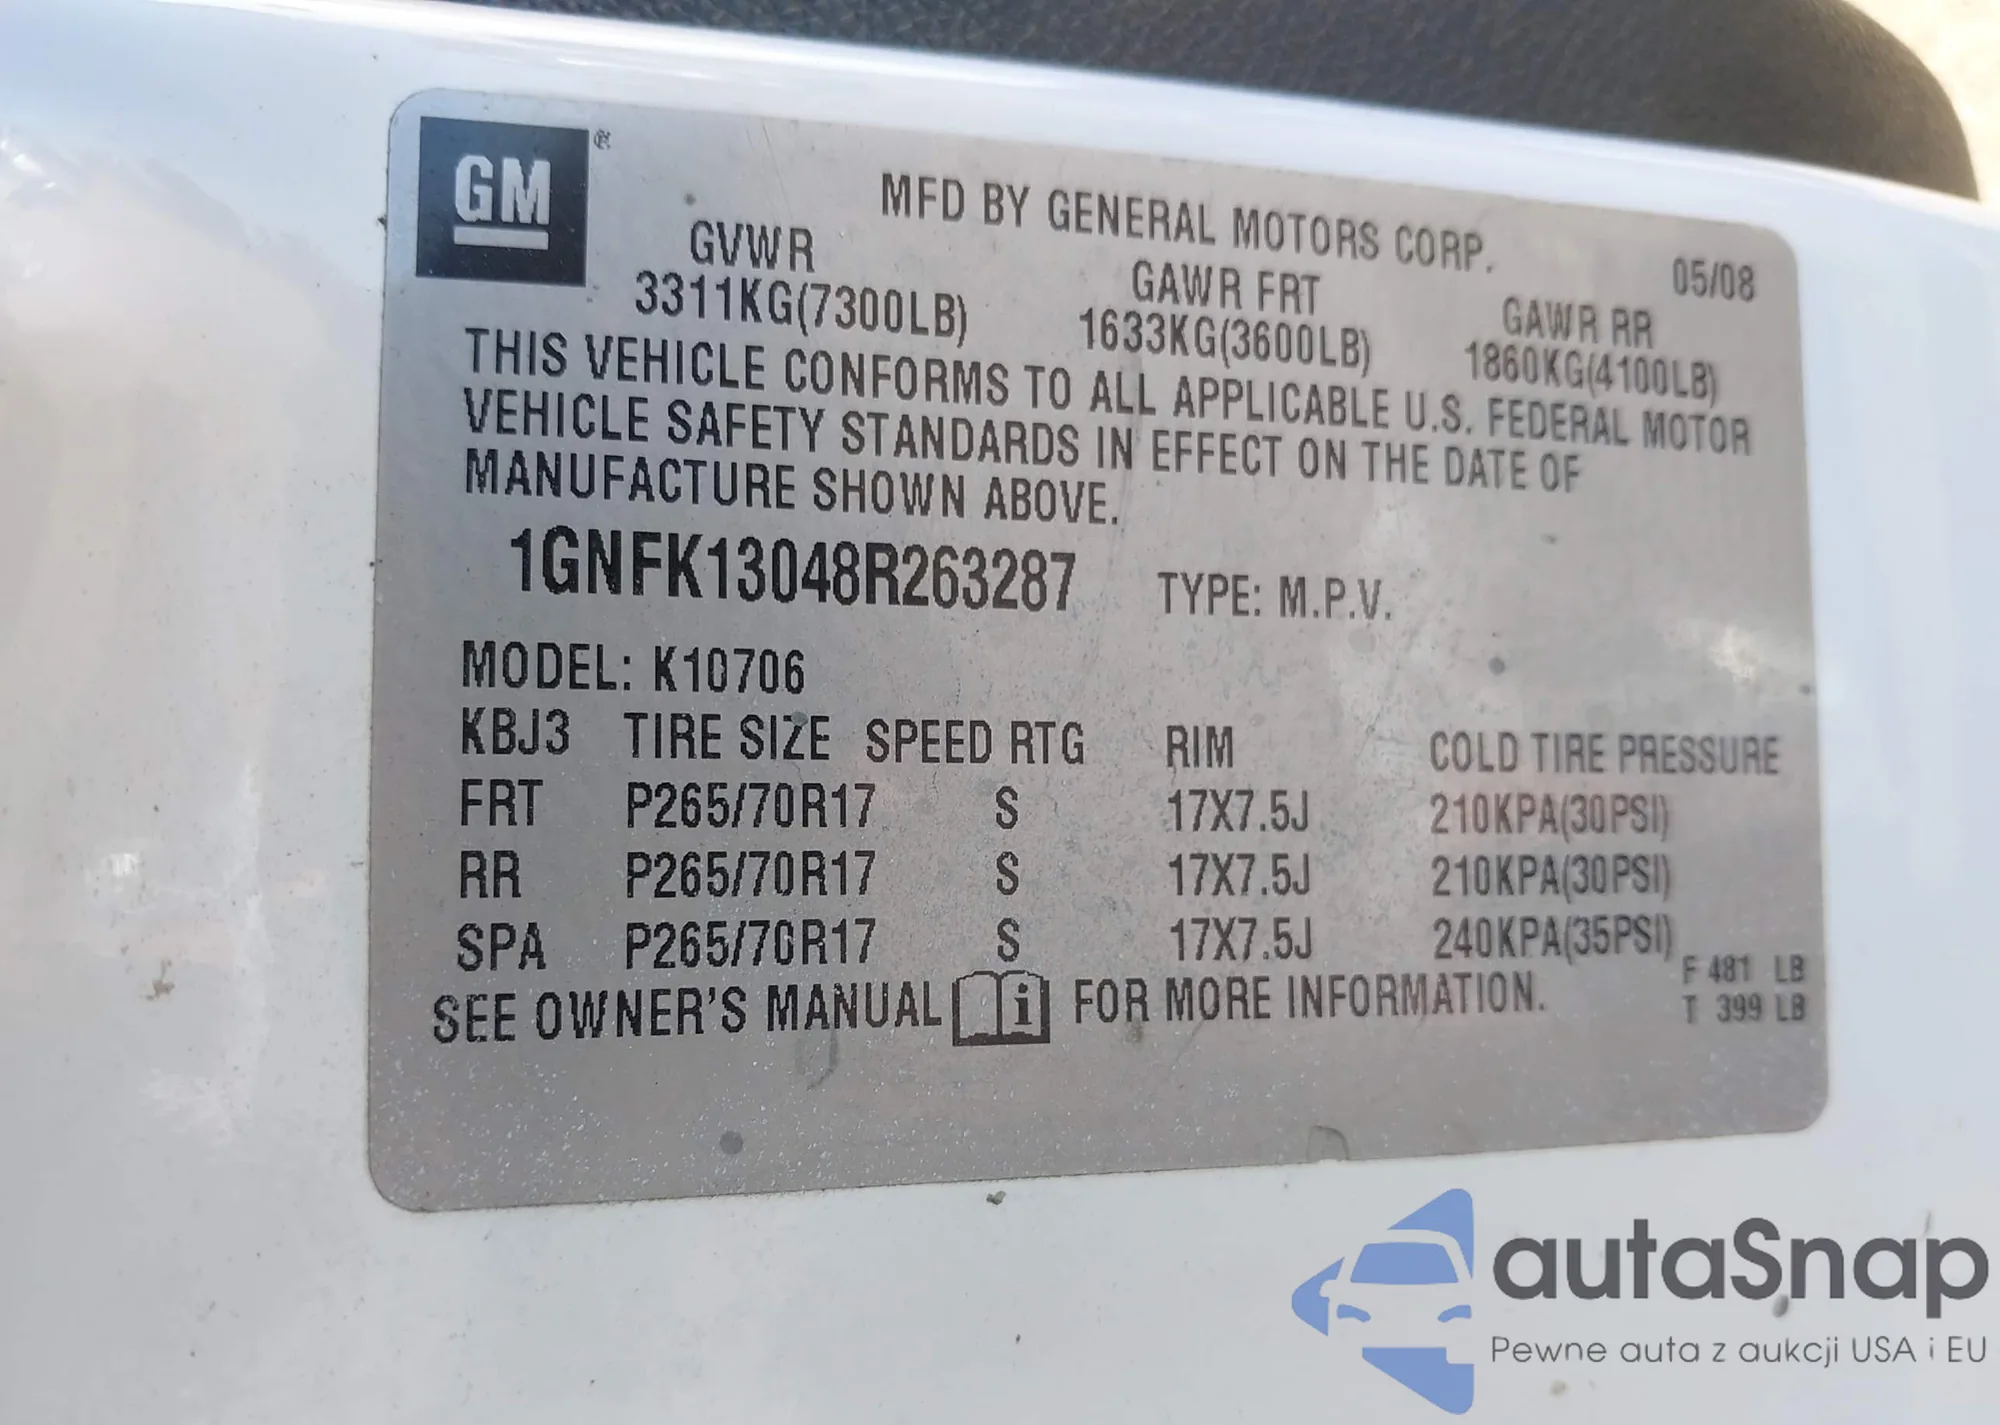 GM
MFD BY GENERAL MOTORS CORP.
05/08
GVWR
GAWR FRT
GAWR RR
3311KG(7300LB)
1633KG(3600LB)
1860KG(4100LB)
THIS VEHICLE CONFORMS TO ALL APPLICABLE U.S. FEDERAL MOTOR
VEHICLE SAFETY STANDARDS IN EFFECT ON THE DATE OF
MANUFACTURE SHOWN ABOVE.
1GNFK13048R263287 TYPE: M.P.V.
MODEL: K10706
KBJ3 TIRE SIZE SPEED RTG RIM COLD TIRE PRESSURE
FRT P265/70R17 S 17X7.5J 210KPA(30PSI)
RR P265/70R17 S 17X7.5J 210KPA(30PSI)
SPA P265/70R17 S 17X7.5J 240KPA(35PSI)
SEE OWNER'S MANUAL i FOR MORE INFORMATION.
F 481 LB
T 399 LB
autaSnap
Pewne auta z aukcji USA i EU